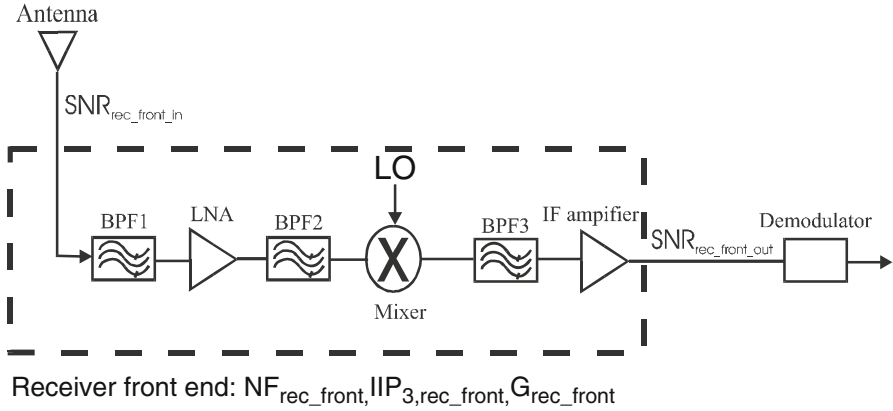 Antenna
SNRrec_front_in
LO
BPF1
LNA
BPF2
BPF3
IF ampifier
Demodulator
SNRrec_front_out
X
Mixer
Receiver front end: NFrec_front,IIP3,rec_front,Grec_front